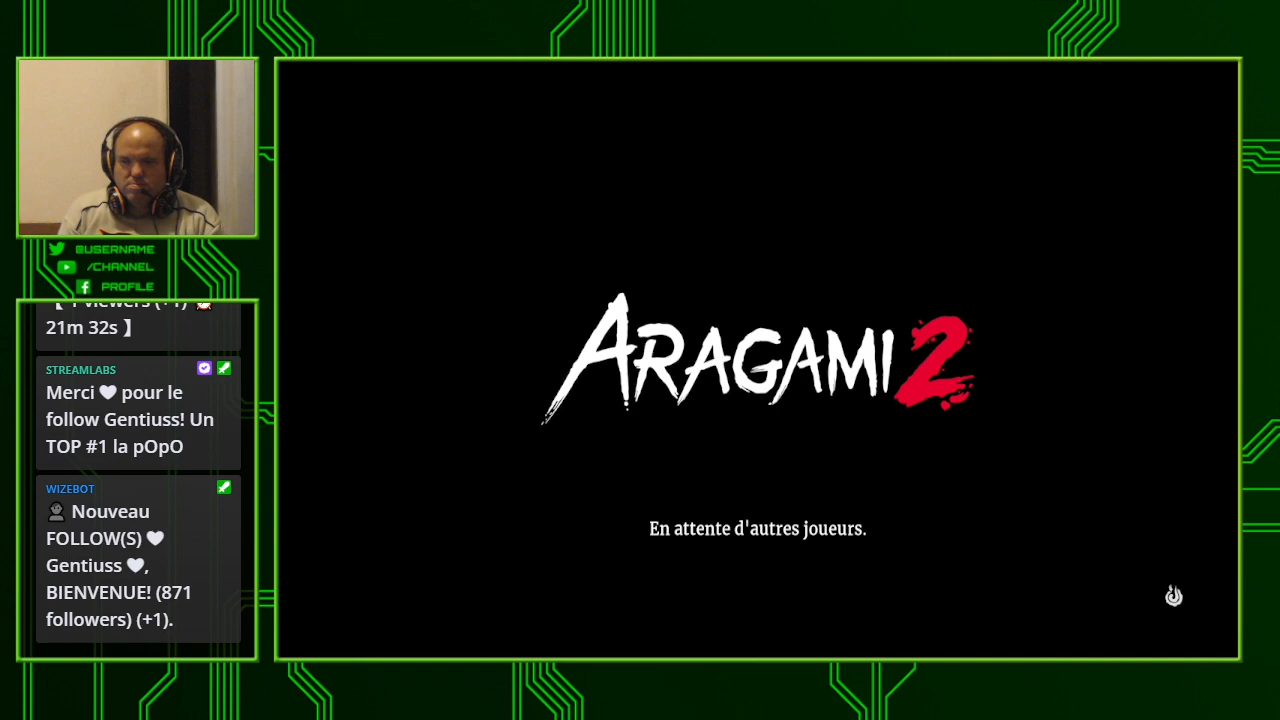 @USERNAME
/CHANNEL
PROFILE
21m 32s 】
STREAMLABS
Merci 🤍 pour le
follow Gentiuss! Un
TOP #1 la pOpO
WIZEBOT
Nouveau
FOLLOW(S) 🤍
Gentiuss 🤍,
BIENVENUE! (871
followers) (+1).
ARAGAMI 2
En attente d'autres joueurs.